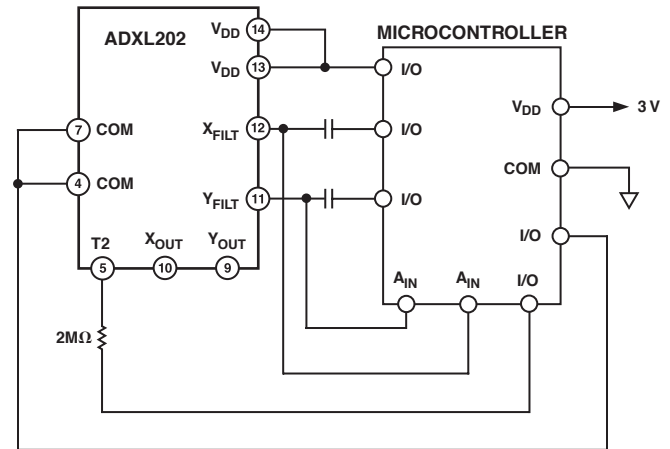 ADXL202
MICROCONTROLLER
V_DD 14
V_DD 13
I/O
V_DD
3 V
7 COM
X_FILT 12
I/O
COM
4 COM
Y_FILT 11
I/O
I/O
T2
X_OUT
Y_OUT
A_IN
A_IN
I/O
5
10
9
2MΩ